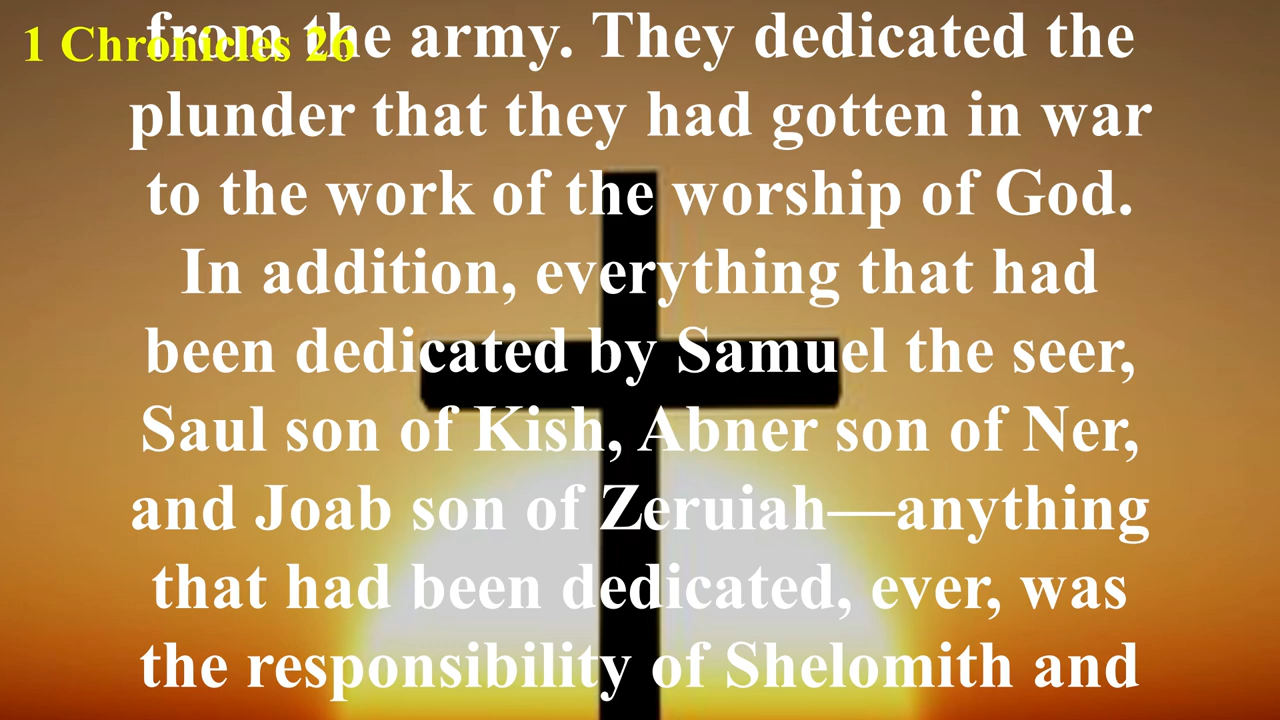 1 Chronicles 26
from the army. They dedicated the
plunder that they had gotten in war
to the work of the worship of God.
In addition, everything that had
been dedicated by Samuel the seer,
Saul son of Kish, Abner son of Ner,
and Joab son of Zeruiah—anything
that had been dedicated, ever, was
the responsibility of Shelomith and